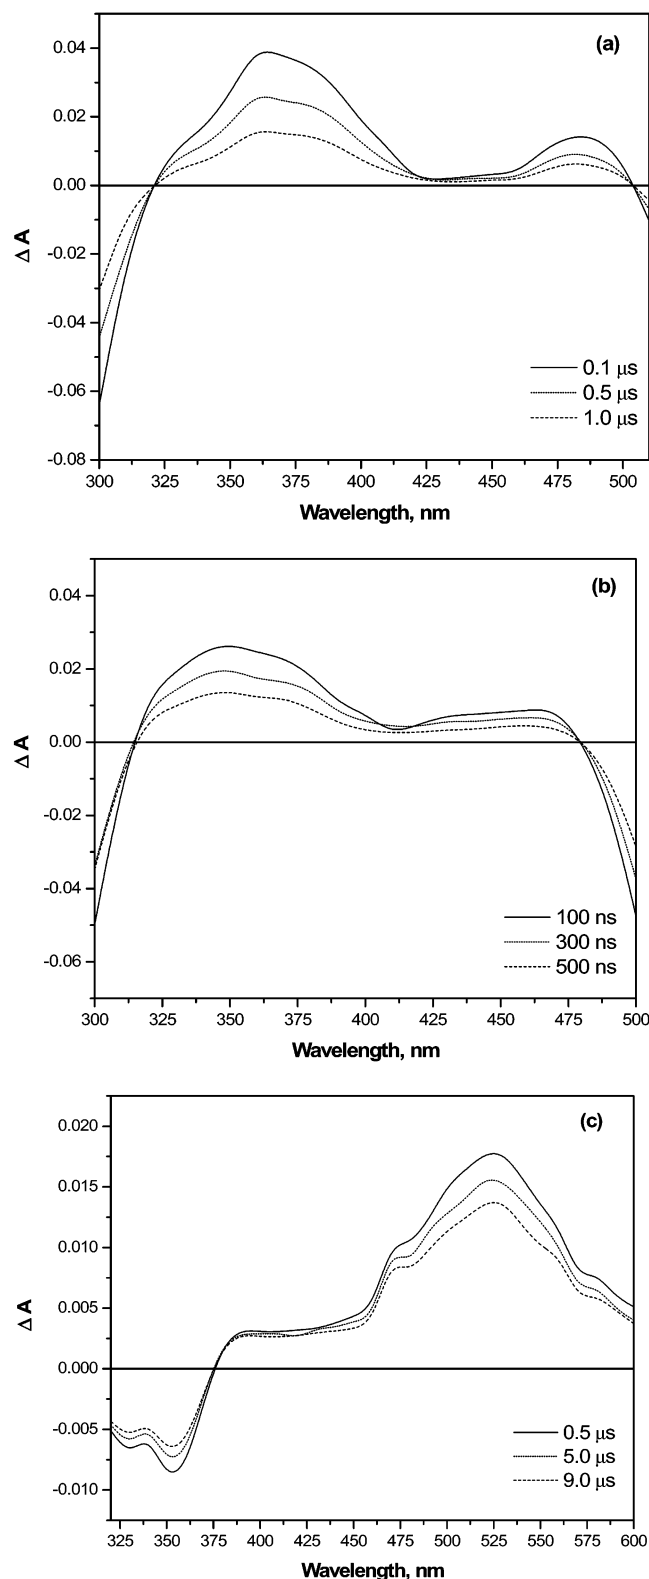 (a)
0.04
0.02
0.00
-0.02
-0.04
-0.06
-0.08
Δ A
0.1 µs
0.5 µs
1.0 µs
300 325 350 375 400 425 450 475 500
Wavelength, nm
(b)
0.04
0.02
0.00
-0.02
-0.04
-0.06
Δ A
100 ns
300 ns
500 ns
300 325 350 375 400 425 450 475 500
Wavelength, nm
(c)
0.020
0.015
0.010
0.005
0.000
-0.005
-0.010
Δ A
0.5 µs
5.0 µs
9.0 µs
325 350 375 400 425 450 475 500 525 550 575 600
Wavelength, nm